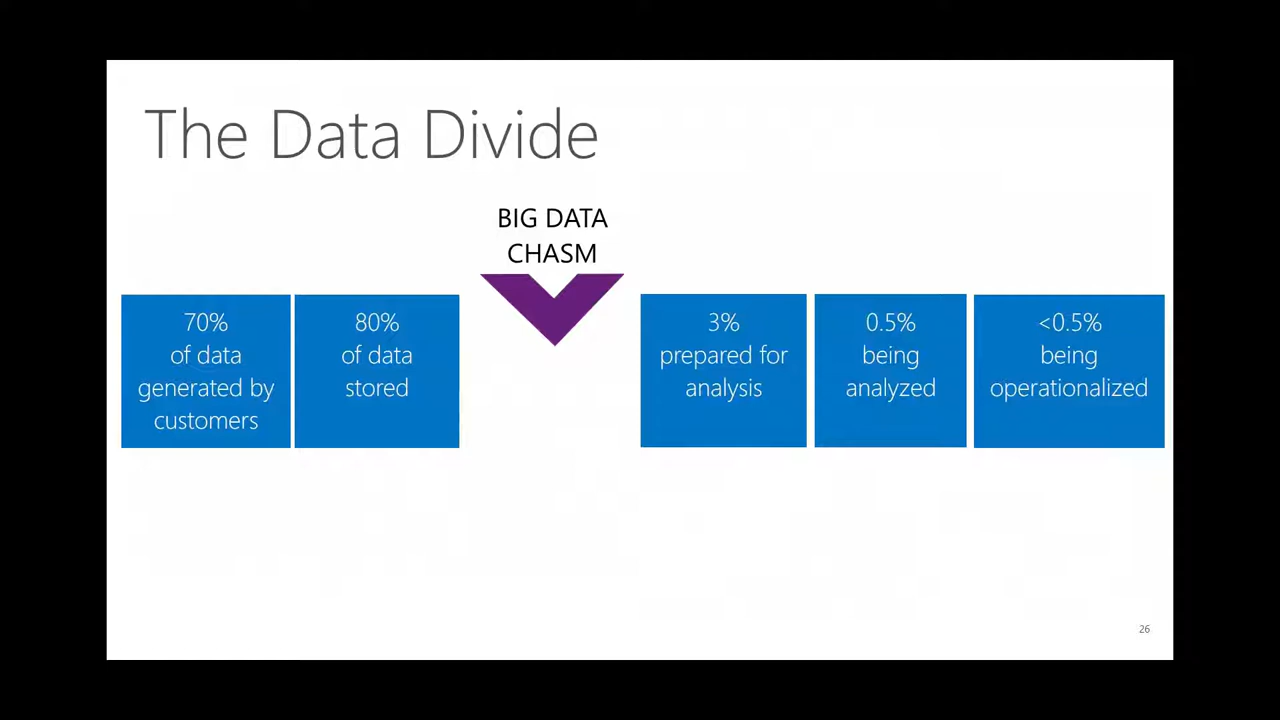 The Data Divide
BIG DATA
CHASM
70%
of data
generated by
customers
80%
of data
stored
3%
prepared for
analysis
0.5%
being
analyzed
<0.5%
being
operationalized
26